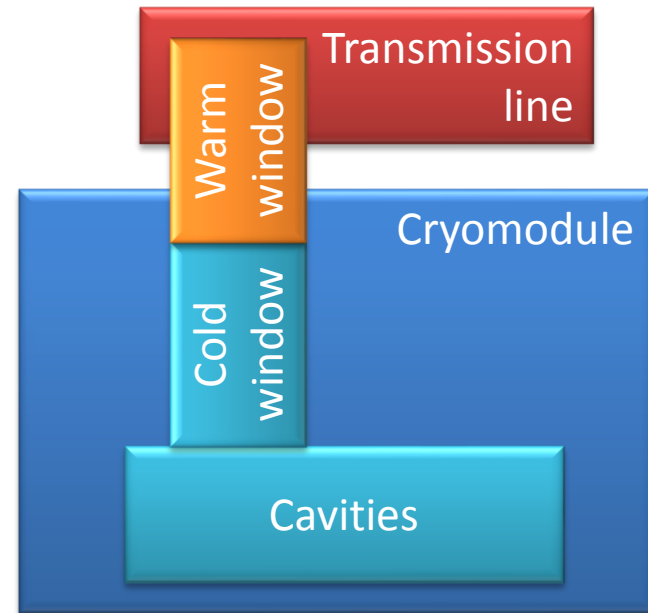 Transmission
line
Warm
window
Cryomodule
Cold
window
Cavities